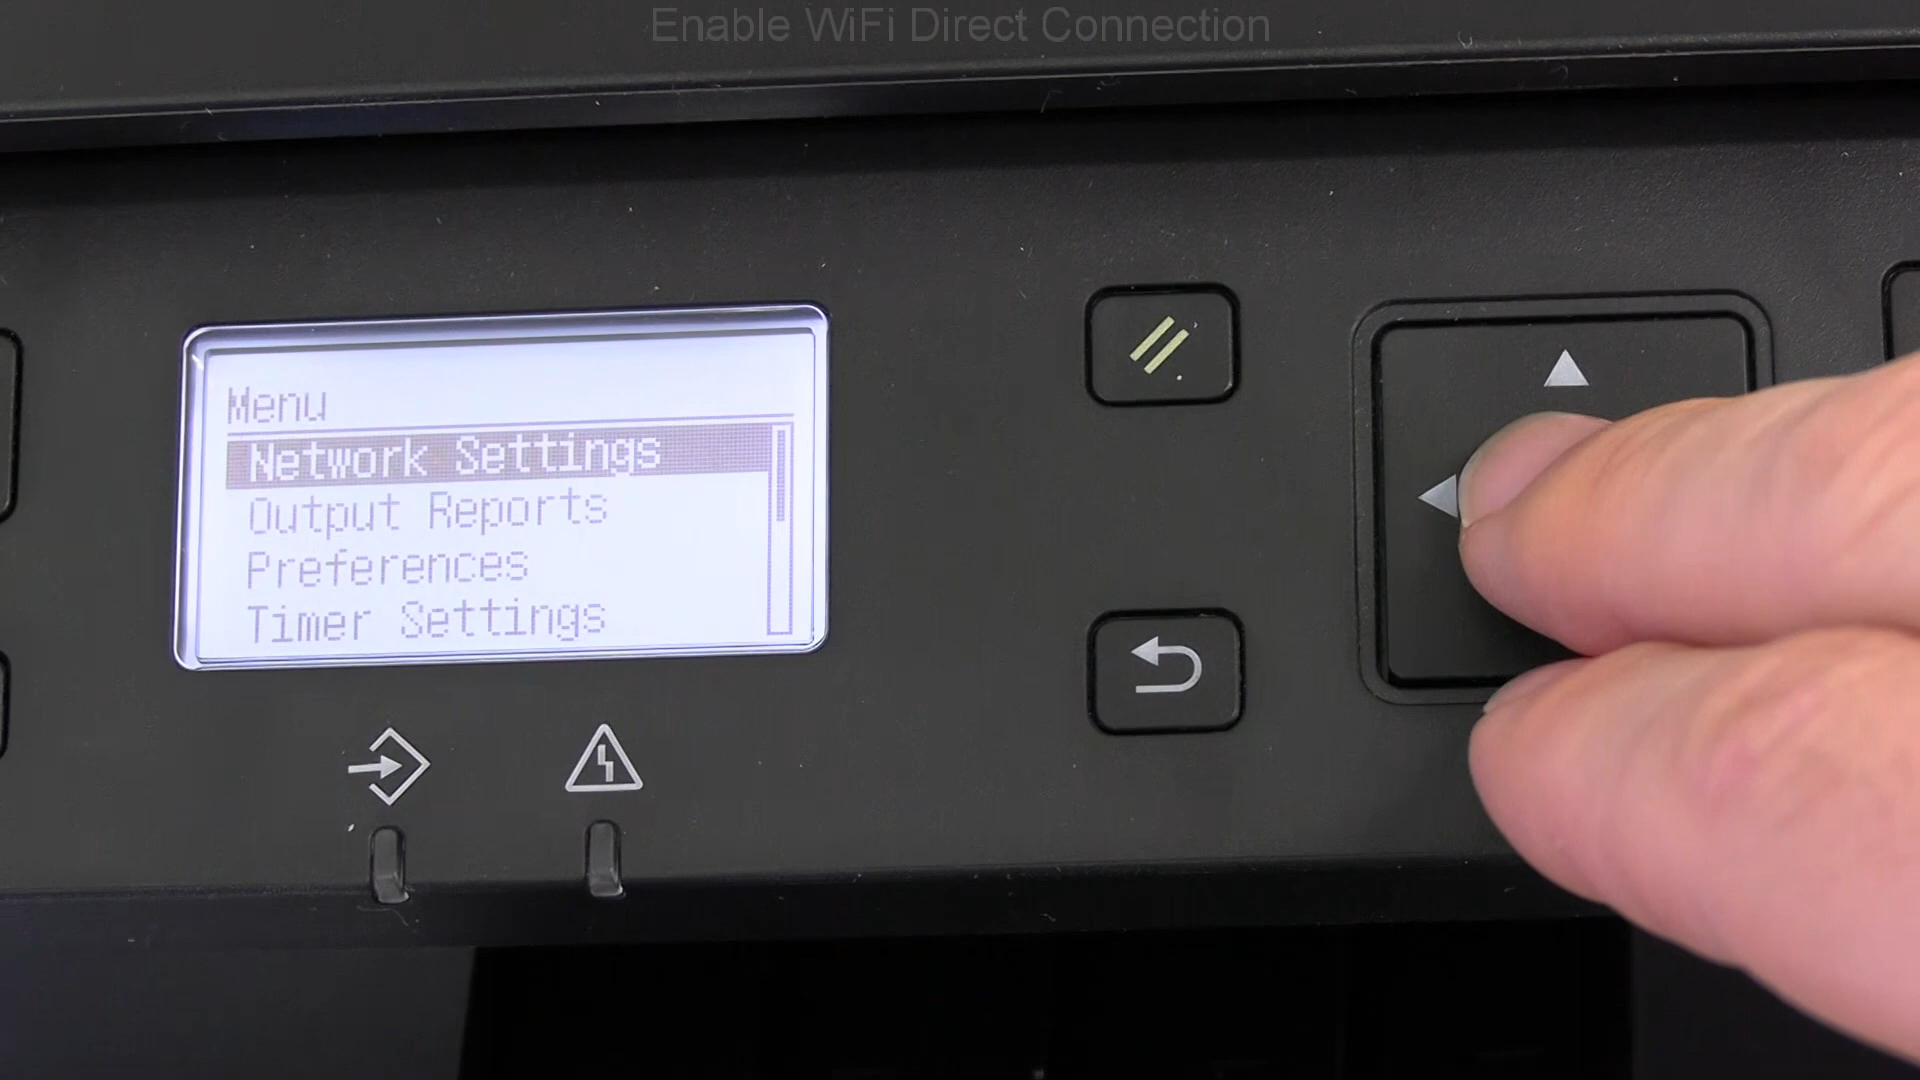 Enable WiFi Direct Connection
Menu
Network Settings
Output Reports
Preferences
Timer Settings